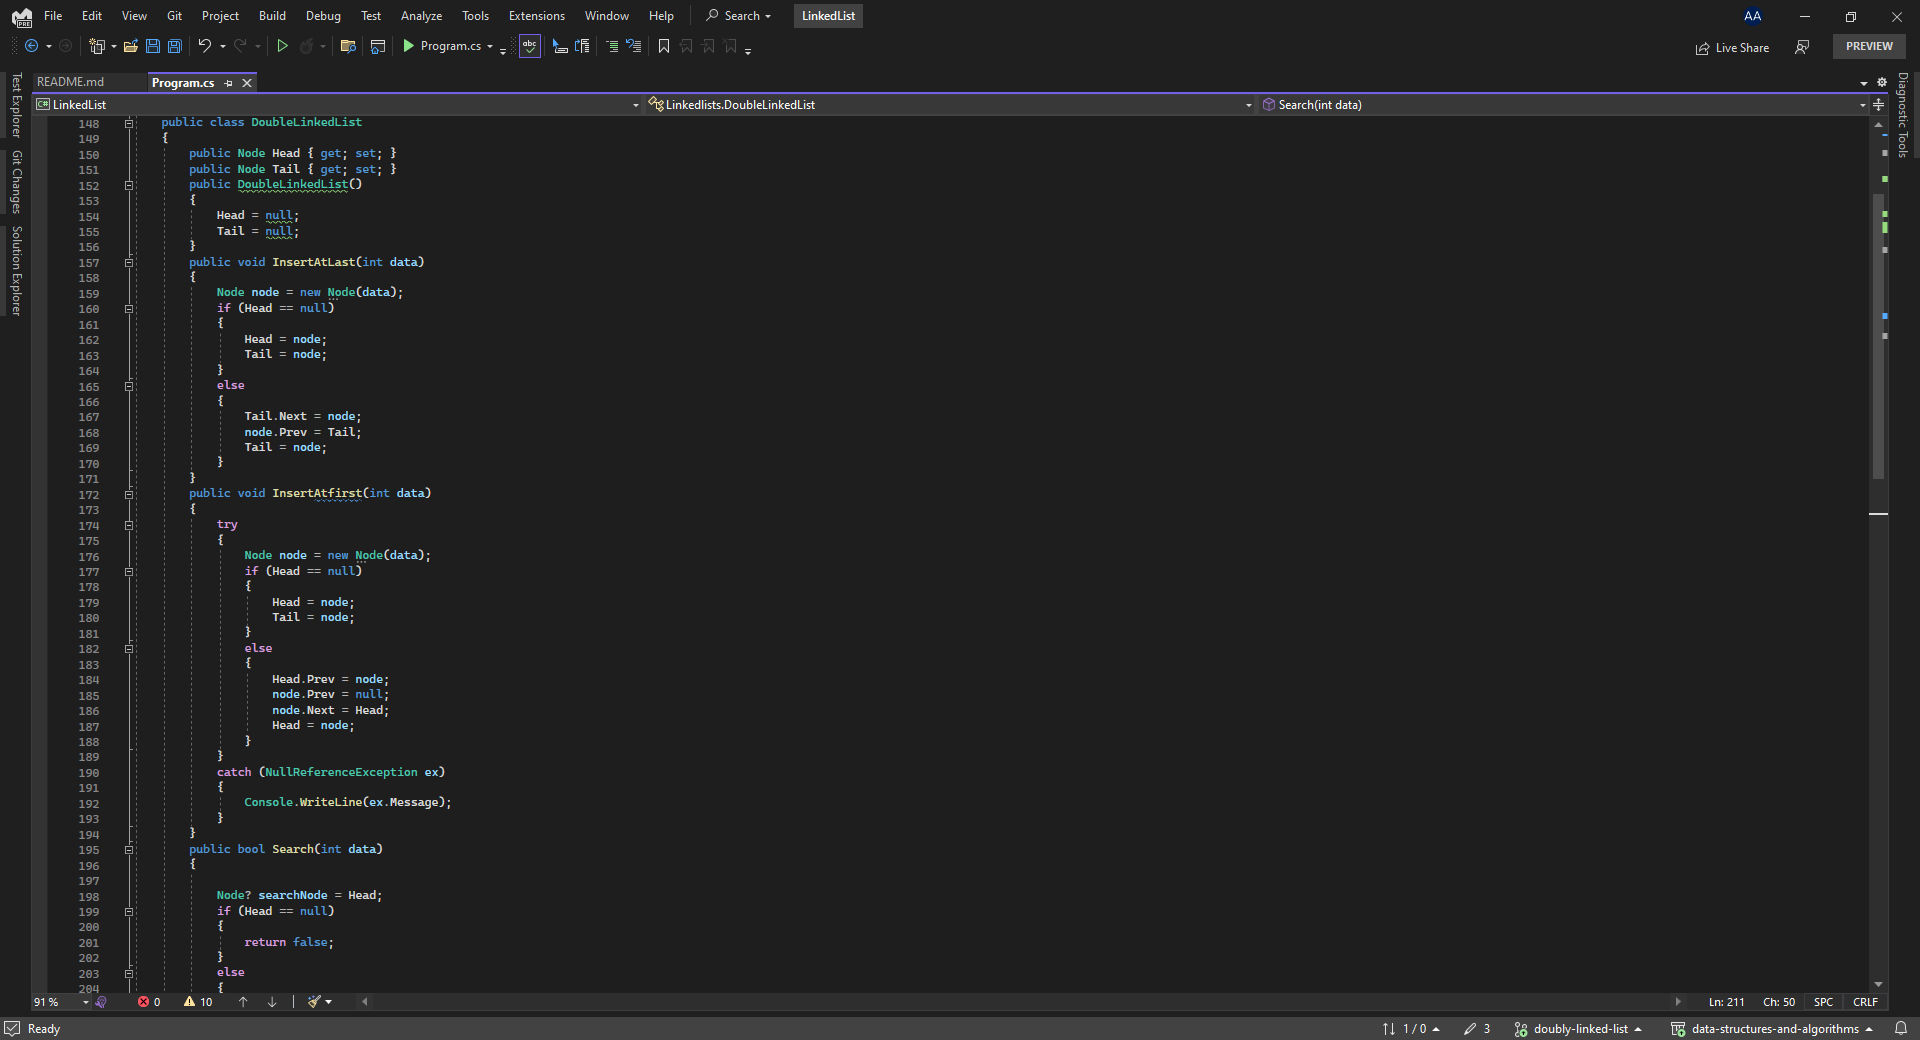 File Edit View Git Project Build Debug Test Analyze Tools Extensions Window Help Search LinkedList AA
Program.cs abc Live Share PREVIEW
README.md Program.cs
LinkedList Linkedlists.DoubleLinkedList Search(int data)
Test Explorer
Git Changes
Solution Explorer
Diagnostic Tools
148 public class DoubleLinkedList
149 {
150 public Node Head { get; set; }
151 public Node Tail { get; set; }
152 public DoubleLinkedList()
153 {
154 Head = null;
155 Tail = null;
156 }
157 public void InsertAtLast(int data)
158 {
159 Node node = new Node(data);
160 if (Head == null)
161 {
162 Head = node;
163 Tail = node;
164 }
165 else
166 {
167 Tail.Next = node;
168 node.Prev = Tail;
169 Tail = node;
170 }
171 }
172 public void InsertAtfirst(int data)
173 {
174 try
175 {
176 Node node = new Node(data);
177 if (Head == null)
178 {
179 Head = node;
180 Tail = node;
181 }
182 else
183 {
184 Head.Prev = node;
185 node.Prev = null;
186 node.Next = Head;
187 Head = node;
188 }
189 }
190 catch (NullReferenceException ex)
191 {
192 Console.WriteLine(ex.Message);
193 }
194 }
195 public bool Search(int data)
196 {
197
198 Node? searchNode = Head;
199 if (Head == null)
200 {
201 return false;
202 }
203 else
204 {
91 % 0 10 Ln: 211 Ch: 50 SPC CRLF
Ready 1 / 0 3 doubly-linked-list data-structures-and-algorithms